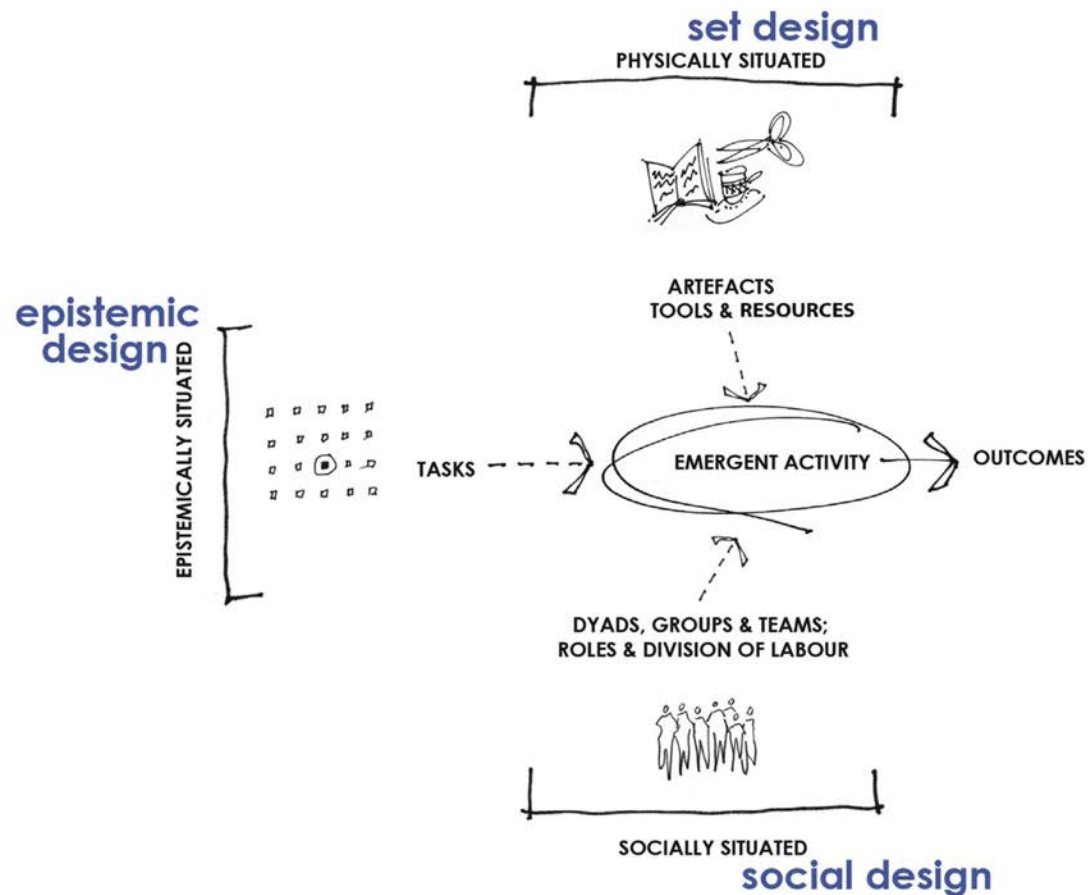 set design
PHYSICALLY SITUATED
ARTEFACTS
TOOLS & RESOURCES
epistemic
design
EPISTEMICALLY SITUATED
TASKS
EMERGENT ACTIVITY
OUTCOMES
DYADS, GROUPS & TEAMS;
ROLES & DIVISION OF LABOUR
SOCIALLY SITUATED
social design